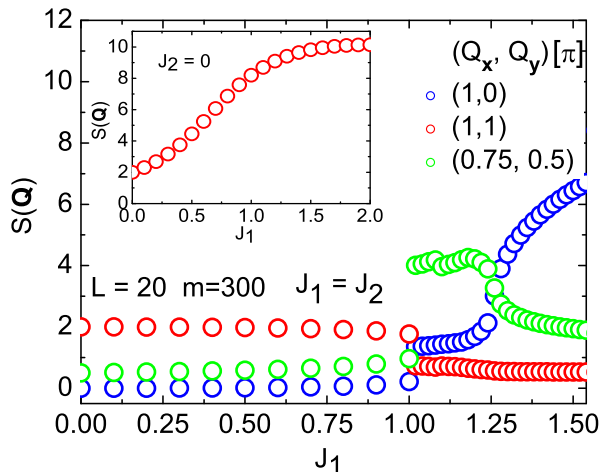 12
10
8
6
4
2
0
S(Q)
0.00 0.25 0.50 0.75 1.00 1.25 1.50
J1
(Qx, Qy) [π]
(1,0)
(1,1)
(0.75, 0.5)
L = 20 m=300 J1 = J2
10
8
6
4
2
0
S(Q)
J2 = 0
0.0 0.5 1.0 1.5 2.0
J1